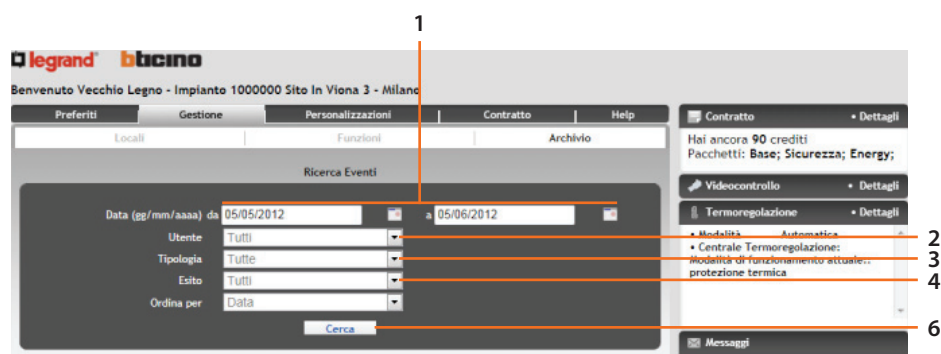 1
legrand bticino
Benvenuto Vecchio Legno - Impianto 1000000 Sito In Viona 3 - Milano
Preferiti Gestione Personalizzazioni Contratto Help
Locali Funzioni Archivio
Ricerca Eventi
Data (gg/mm/aaaa) da 05/05/2012 a 05/06/2012
Utente Tutti
Tipologia Tutte
Esito Tutti
Ordina per Data
Cerca
Contratto • Dettagli
Hai ancora 90 crediti
Pacchetti: Base; Sicurezza; Energy;
Videocontrollo • Dettagli
Termoregolazione • Dettagli
• Modalità Automatica
• Centrale Termoregolazione:
Modalità di funzionamento attuale::
protezione termica
Messaggi
2
3
4
6